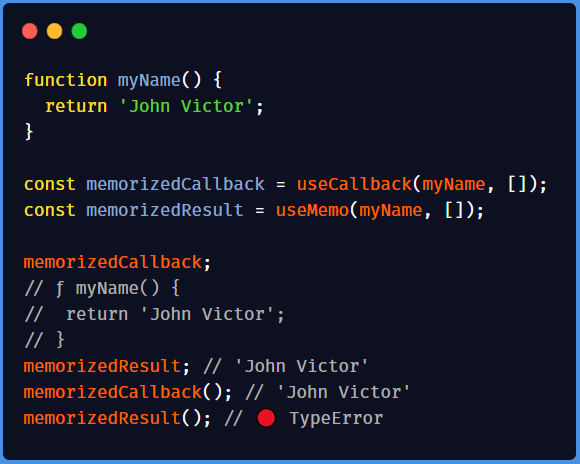 function myName() {
  return 'John Victor';
}
const memorizedCallback = useCallback(myName, []);
const memorizedResult = useMemo(myName, []);
memorizedCallback;
// ƒ myName() {
//  return 'John Victor';
// }
memorizedResult; // 'John Victor'
memorizedCallback(); // 'John Victor'
memorizedResult(); // 🔴 TypeError